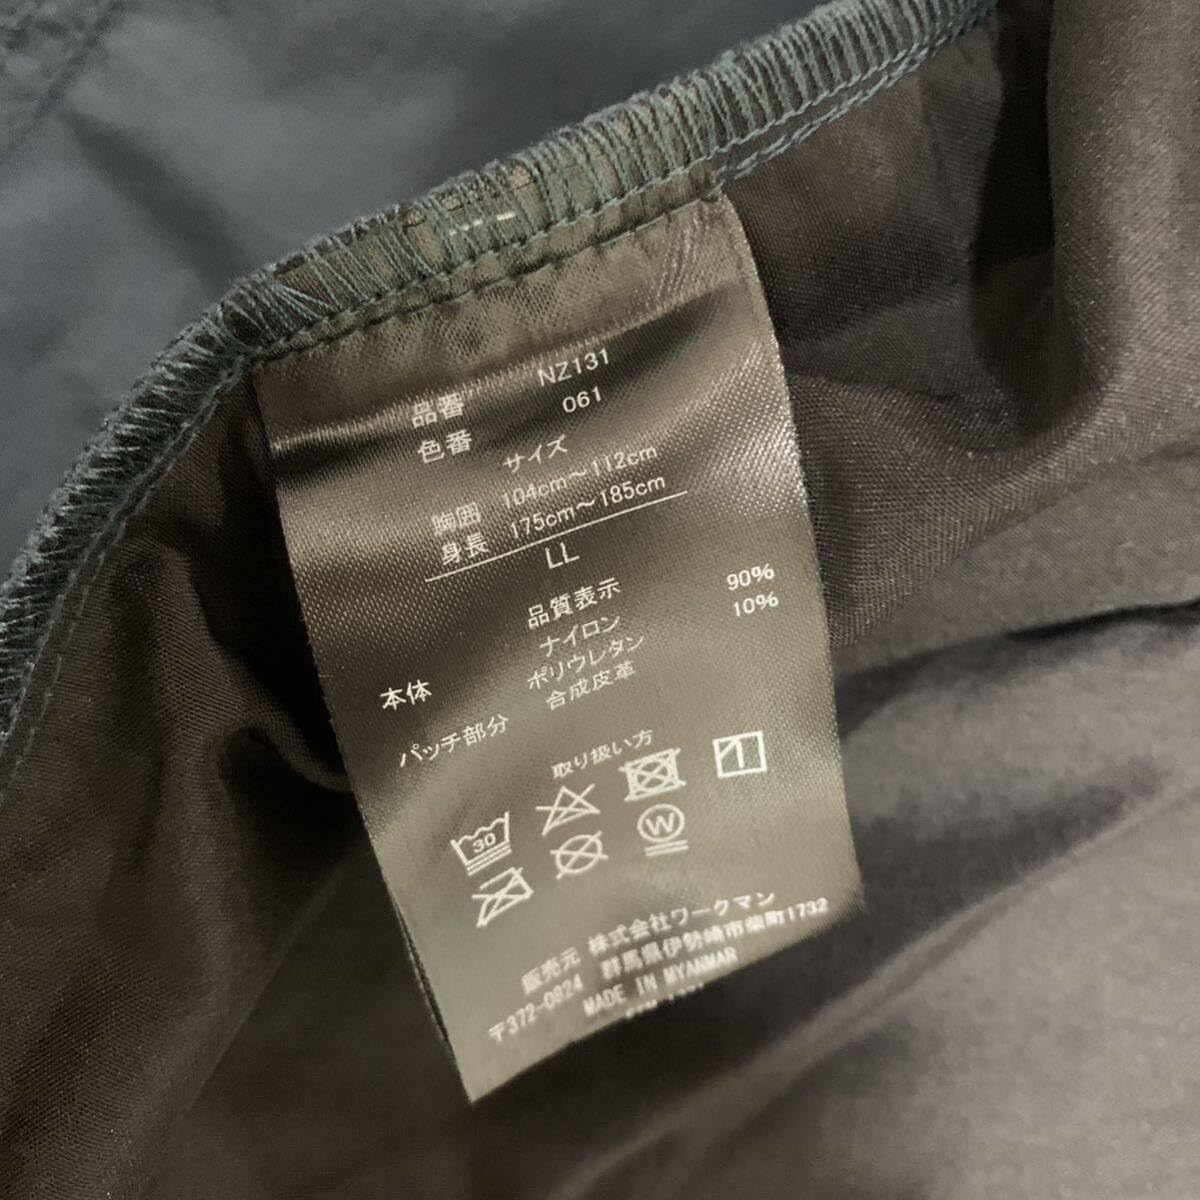 品番 NZ131
色番 061
サイズ
胸囲 104cm～112cm
身長 175cm～185cm
LL
品質表示
本体 ナイロン 90%
ポリウレタン 10%
パッチ部分 合成皮革
取り扱い方
30
W
販売元 株式会社ワークマン
〒372-0824 群馬県伊勢崎市柴町1732
MADE IN MYANMAR